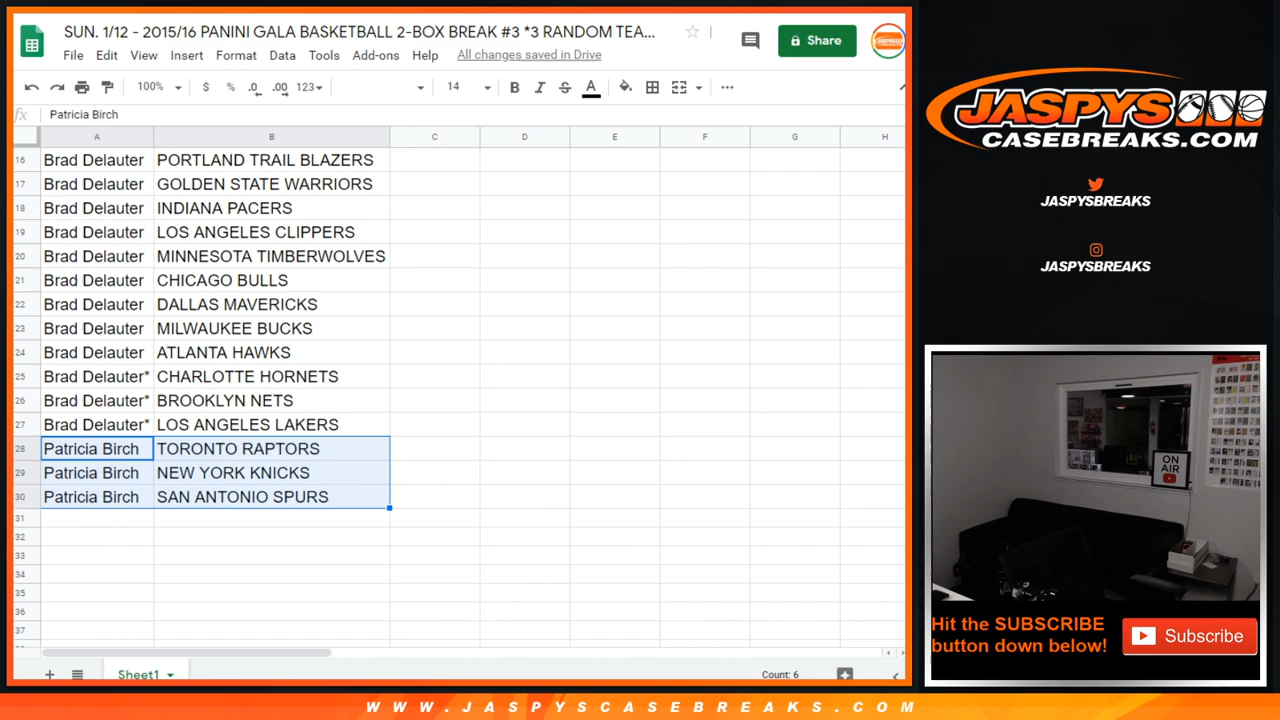 SUN. 1/12 - 2015/16 PANINI GALA BASKETBALL 2-BOX BREAK #3 *3 RANDOM TEA...
File Edit View Insert Format Data Tools Add-ons Help All changes saved in Drive
Share
100% $ % .0 .00 123 14 B I S A
fx Patricia Birch
A B C D E F G H
16 Brad Delauter PORTLAND TRAIL BLAZERS
17 Brad Delauter GOLDEN STATE WARRIORS
18 Brad Delauter INDIANA PACERS
19 Brad Delauter LOS ANGELES CLIPPERS
20 Brad Delauter MINNESOTA TIMBERWOLVES
21 Brad Delauter CHICAGO BULLS
22 Brad Delauter DALLAS MAVERICKS
23 Brad Delauter MILWAUKEE BUCKS
24 Brad Delauter ATLANTA HAWKS
25 Brad Delauter* CHARLOTTE HORNETS
26 Brad Delauter* BROOKLYN NETS
27 Brad Delauter* LOS ANGELES LAKERS
28 Patricia Birch TORONTO RAPTORS
29 Patricia Birch NEW YORK KNICKS
30 Patricia Birch SAN ANTONIO SPURS
31
32
33
34
35
36
37
Sheet1
Count: 6
JASPYS
CASEBREAKS.COM
JASPYSBREAKS
JASPYSBREAKS
ON
AIR
Hit the SUBSCRIBE
button down below!
Subscribe
WWW.JASPYSCASEBREAKS.COM